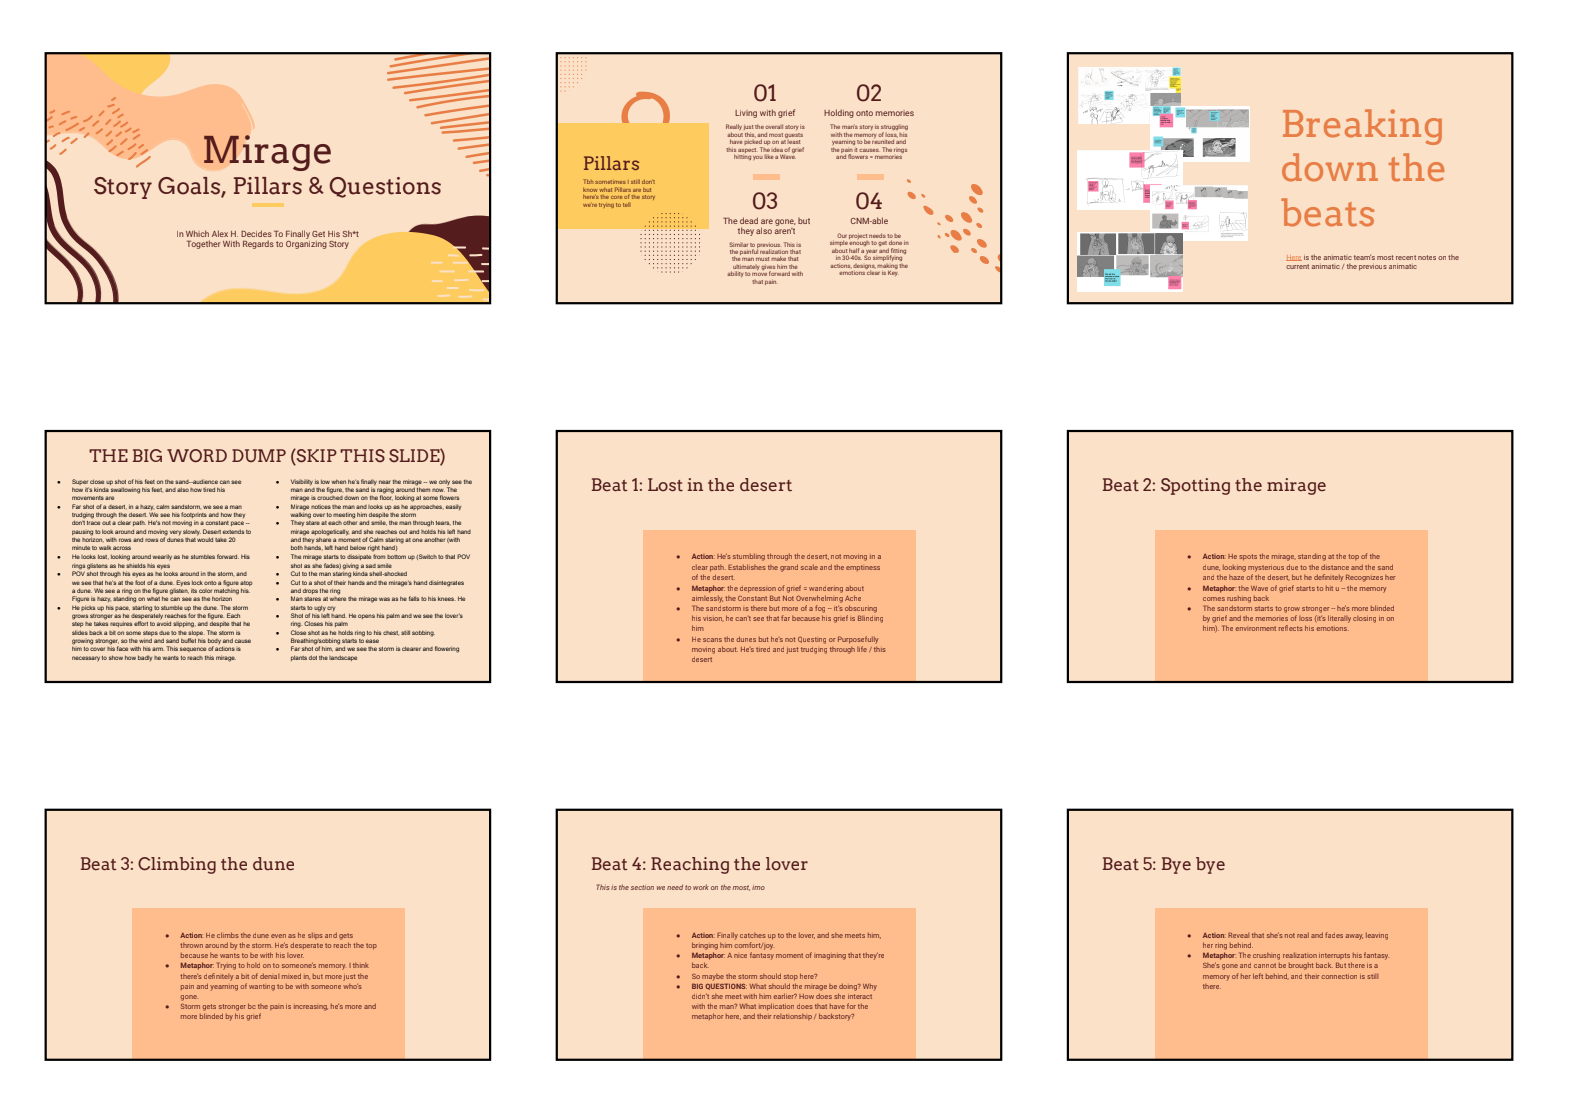 Mirage
Story Goals, Pillars & Questions
In Which Alex H. Decides To Finally Get His Sh*t
Together With Regards to Organizing Story
Pillars
Tbh sometimes I still don't
know what Pillars are but
here's the core of the story
we're trying to tell
01
Living with grief
Really just the overall story is
about this, and most guests
have picked up on at least
this aspect. The idea of grief
hitting you like a Wave.
02
Holding onto memories
The man's story is struggling
with the memory of loss, his
yearning to be reunited and
the pain it causes. The rings
and flowers = memories
03
The dead are gone, but
they also aren't
Similar to previous. This is
the painful realization that
the man must make that
ultimately gives him the
ability to move forward with
that pain.
04
CNM-able
Our project needs to be
simple enough to get done in
about half a year and fitting
in 30-40s. So simplifying
actions, designs, making the
emotions clear is Key.
Breaking
down the
beats
Here is the animatic team's most recent notes on the
current animatic / the previous animatic
THE BIG WORD DUMP (SKIP THIS SLIDE)
● Super close up shot of his feet on the sand--audience can see
how it's kinda swallowing his feet, and also how tired his
movements are
● Far shot of a desert, in a hazy, calm sandstorm, we see a man
trudging through the desert. We see his footprints and how they
don't trace out a clear path. He's not moving in a constant pace --
pausing to look around and moving very slowly. Desert extends to
the horizon, with rows and rows of dunes that would take 20
minute to walk across
● He looks lost, looking around wearily as he stumbles forward. His
rings glistens as he shields his eyes
● POV shot through his eyes as he looks around in the storm, and
we see that he's at the foot of a dune. Eyes lock onto a figure atop
a dune. We see a ring on the figure glisten, its color matching his.
Figure is hazy, standing on what he can see as the horizon
● He picks up his pace, starting to stumble up the dune. The storm
grows stronger as he desperately reaches for the figure. Each
step he takes requires effort to avoid slipping, and despite that he
slides back a bit on some steps due to the slope. The storm is
growing stronger, so the wind and sand buffet his body and cause
him to cover his face with his arm. This sequence of actions is
necessary to show how badly he wants to reach this mirage.
● Visibility is low when he's finally near the mirage -- we only see the
man and the figure, the sand is raging around them now. The
mirage is crouched down on the floor, looking at some flowers
● Mirage notices the man and looks up as he approaches, easily
walking over to meeting him despite the storm
● They stare at each other and smile, the man through tears, the
mirage apologetically, and she reaches out and holds his left hand
and they share a moment of Calm staring at one another (with
both hands, left hand below right hand)
● The mirage starts to dissipate from bottom up (Switch to that POV
shot as she fades) giving a sad smile
● Cut to the man staring kinda shell-shocked
● Cut to a shot of their hands and the mirage's hand disintegrates
and drops the ring
● Man stares at where the mirage was as he falls to his knees. He
starts to ugly cry
● Shot of his left hand. He opens his palm and we see the lover's
ring. Closes his palm
● Close shot as he holds ring to his chest, still sobbing.
Breathing/sobbing starts to ease
● Far shot of him, and we see the storm is clearer and flowering
plants dot the landscape
Beat 1: Lost in the desert
● Action: He's stumbling through the desert, not moving in a
clear path. Establishes the grand scale and the emptiness
of the desert.
● Metaphor: the depression of grief = wandering about
aimlessly, the Constant But Not Overwhelming Ache
● The sandstorm is there but more of a fog -- it's obscuring
his vision, he can't see that far because his grief is Blinding
him
● He scans the dunes but he's not Questing or Purposefully
moving about. He's tired and just trudging through life / this
desert
Beat 2: Spotting the mirage
● Action: He spots the mirage, standing at the top of the
dune, looking mysterious due to the distance and the sand
and the haze of the desert, but he definitely Recognizes her
● Metaphor: the Wave of grief starts to hit u -- the memory
comes rushing back
● The sandstorm starts to grow stronger -- he's more blinded
by grief and the memories of loss (it's literally closing in on
him). The environment reflects his emotions.
Beat 3: Climbing the dune
● Action: He climbs the dune even as he slips and gets
thrown around by the storm. He's desperate to reach the top
because he wants to be with his lover.
● Metaphor: Trying to hold on to someone's memory. I think
there's definitely a bit of denial mixed in, but more just the
pain and yearning of wanting to be with someone who's
gone.
● Storm gets stronger bc the pain is increasing, he's more and
more blinded by his grief
Beat 4: Reaching the lover
This is the section we need to work on the most, imo
● Action: Finally catches up to the lover, and she meets him,
bringing him comfort/joy.
● Metaphor: A nice fantasy moment of imagining that they're
back.
● So maybe the storm should stop here?
● BIG QUESTIONS: What should the mirage be doing? Why
didn't she meet with him earlier? How does she interact
with the man? What implication does that have for the
metaphor here, and their relationship / backstory?
Beat 5: Bye bye
● Action: Reveal that she's not real and fades away, leaving
her ring behind.
● Metaphor: The crushing realization interrupts his fantasy.
She's gone and cannot be brought back. But there is a
memory of her left behind, and their connection is still
there.